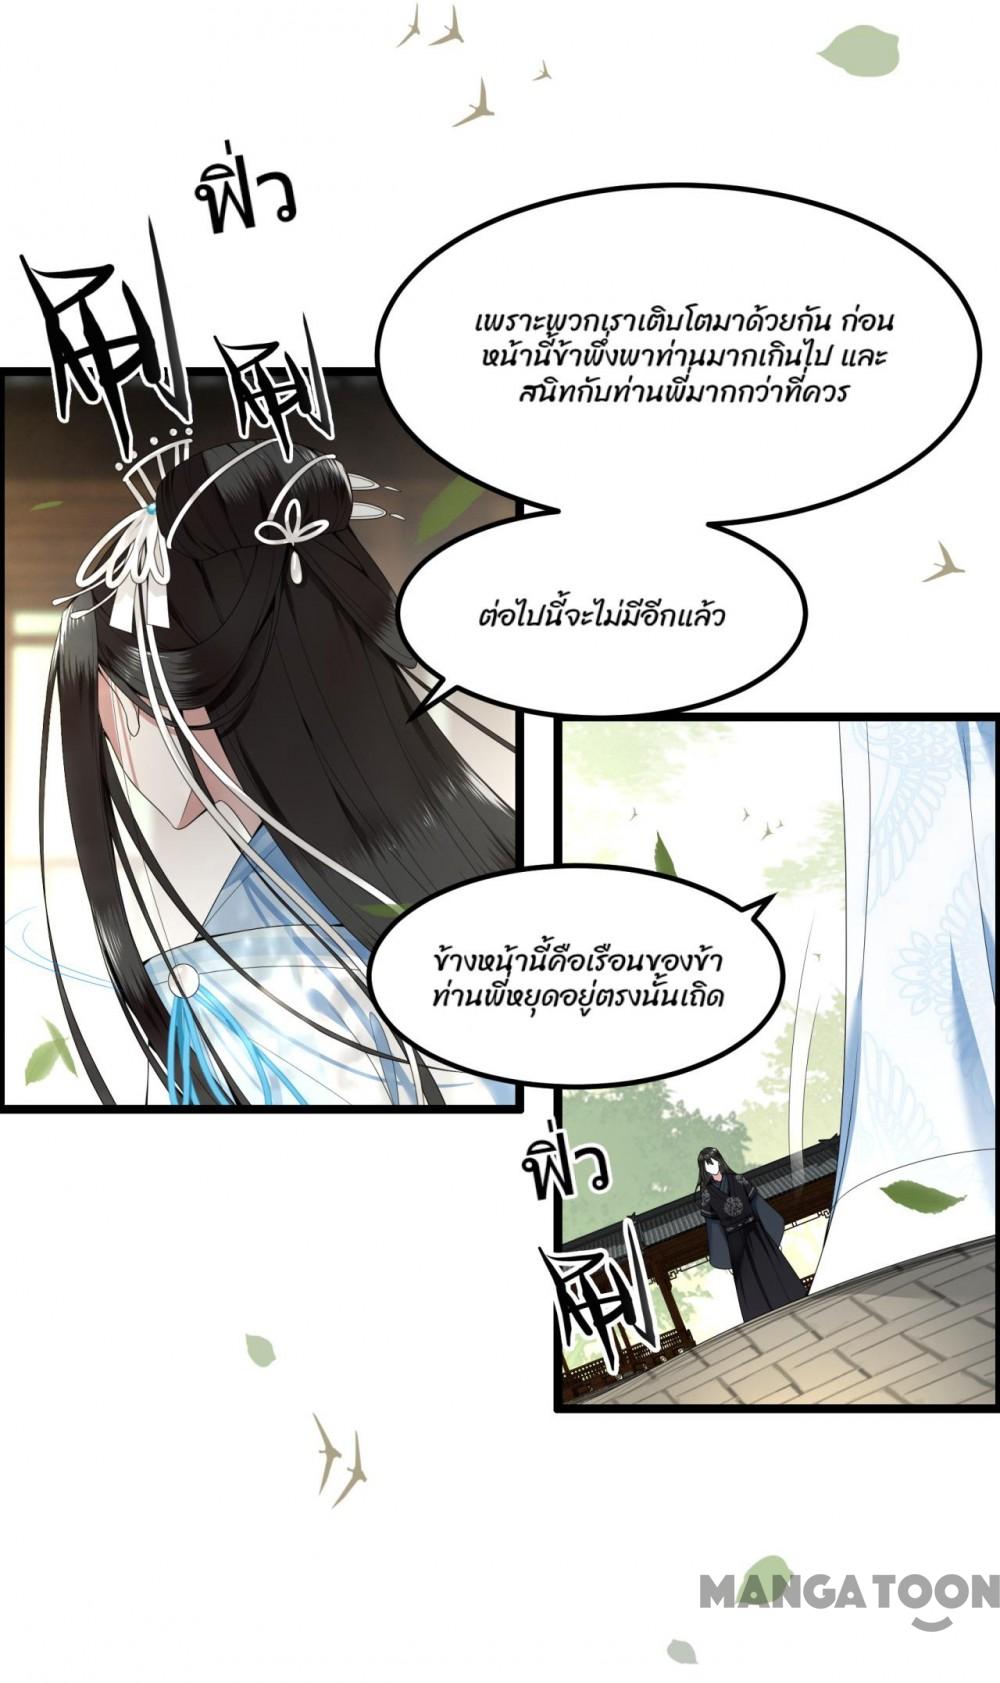 ฟิ่ว
刷
刷
เพราะพวกเราเติบโตมาด้วยกัน ก่อน
หน้านี้ข้าพึ่งพาท่านมากเกินไป และ
สนิทกับท่านพี่มากกว่าที่ควร
ต่อไปนี้จะไม่มีอีกแล้ว
ข้างหน้านี้คือเรือนของข้า
ท่านพี่หยุดอยู่ตรงนั้นเถิด
ฟิ่ว
刷
MANGATOON